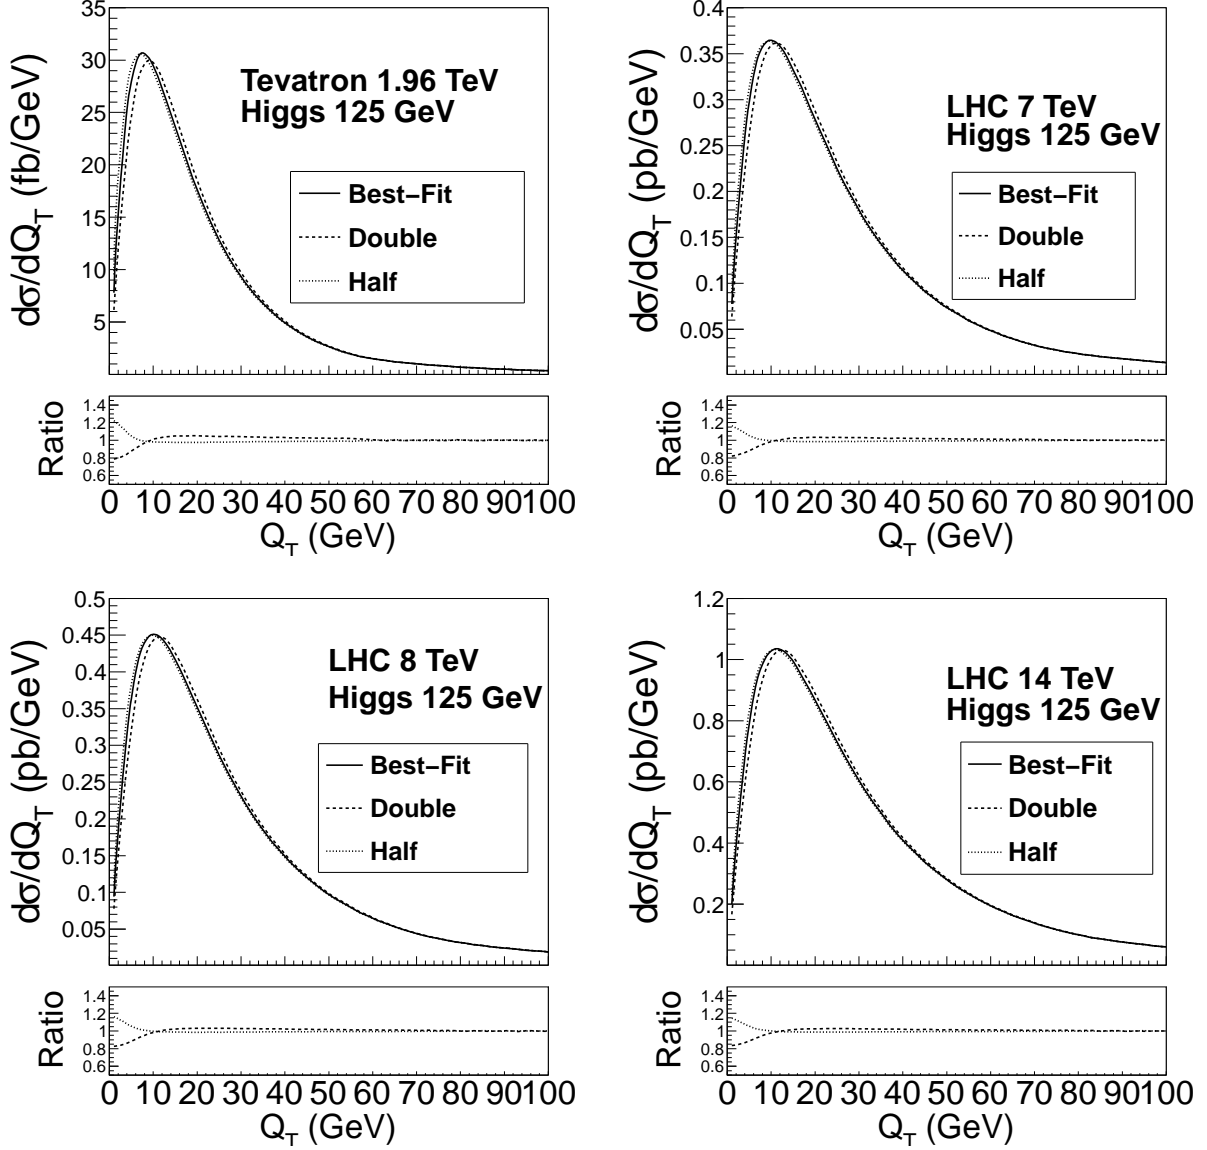 dσ/dQT (fb/GeV)
35
30
25
20
15
10
5
Tevatron 1.96 TeV
Higgs 125 GeV
Best−Fit
Double
Half
Ratio
1.4
1.2
1
0.8
0.6
0 10 20 30 40 50 60 70 80 90100
QT (GeV)
dσ/dQT (pb/GeV)
0.4
0.35
0.3
0.25
0.2
0.15
0.1
0.05
LHC 7 TeV
Higgs 125 GeV
Best−Fit
Double
Half
Ratio
1.4
1.2
1
0.8
0.6
0 10 20 30 40 50 60 70 80 90100
QT (GeV)
dσ/dQT (pb/GeV)
0.5
0.45
0.4
0.35
0.3
0.25
0.2
0.15
0.1
0.05
LHC 8 TeV
Higgs 125 GeV
Best−Fit
Double
Half
Ratio
1.4
1.2
1
0.8
0.6
0 10 20 30 40 50 60 70 80 90100
QT (GeV)
dσ/dQT (pb/GeV)
1.2
1
0.8
0.6
0.4
0.2
LHC 14 TeV
Higgs 125 GeV
Best−Fit
Double
Half
Ratio
1.4
1.2
1
0.8
0.6
0 10 20 30 40 50 60 70 80 90100
QT (GeV)